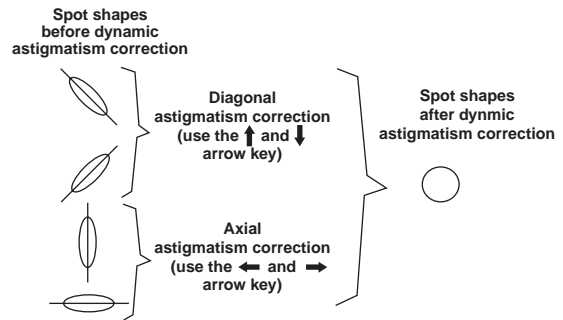 Spot shapes
before dynamic
astigmatism correction
Diagonal
astigmatism correction
(use the ↑ and ↓
arrow key)
Axial
astigmatism correction
(use the ← and →
arrow key)
Spot shapes
after dynmic
astigmatism correction